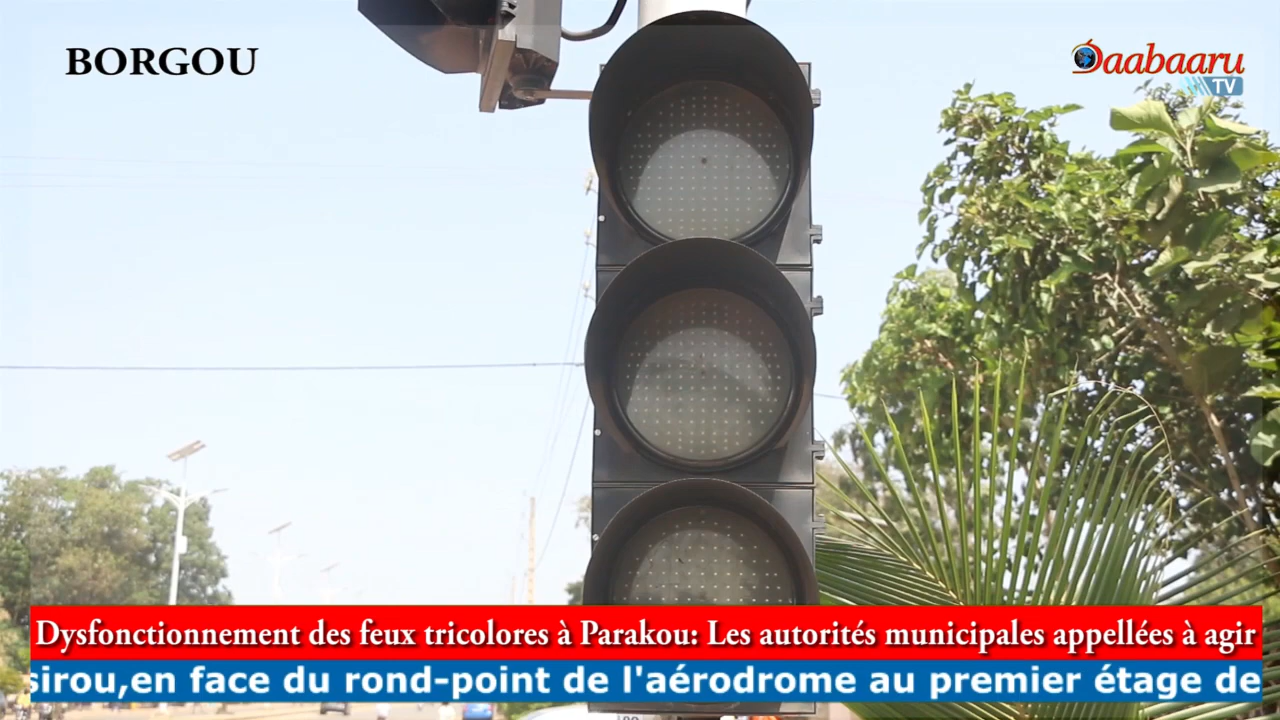 BORGOU
Daabaaru
TV
Dysfonctionnement des feux tricolores à Parakou: Les autorités municipales appellées à agir
sirou,en face du rond-point de l'aérodrome au premier étage de